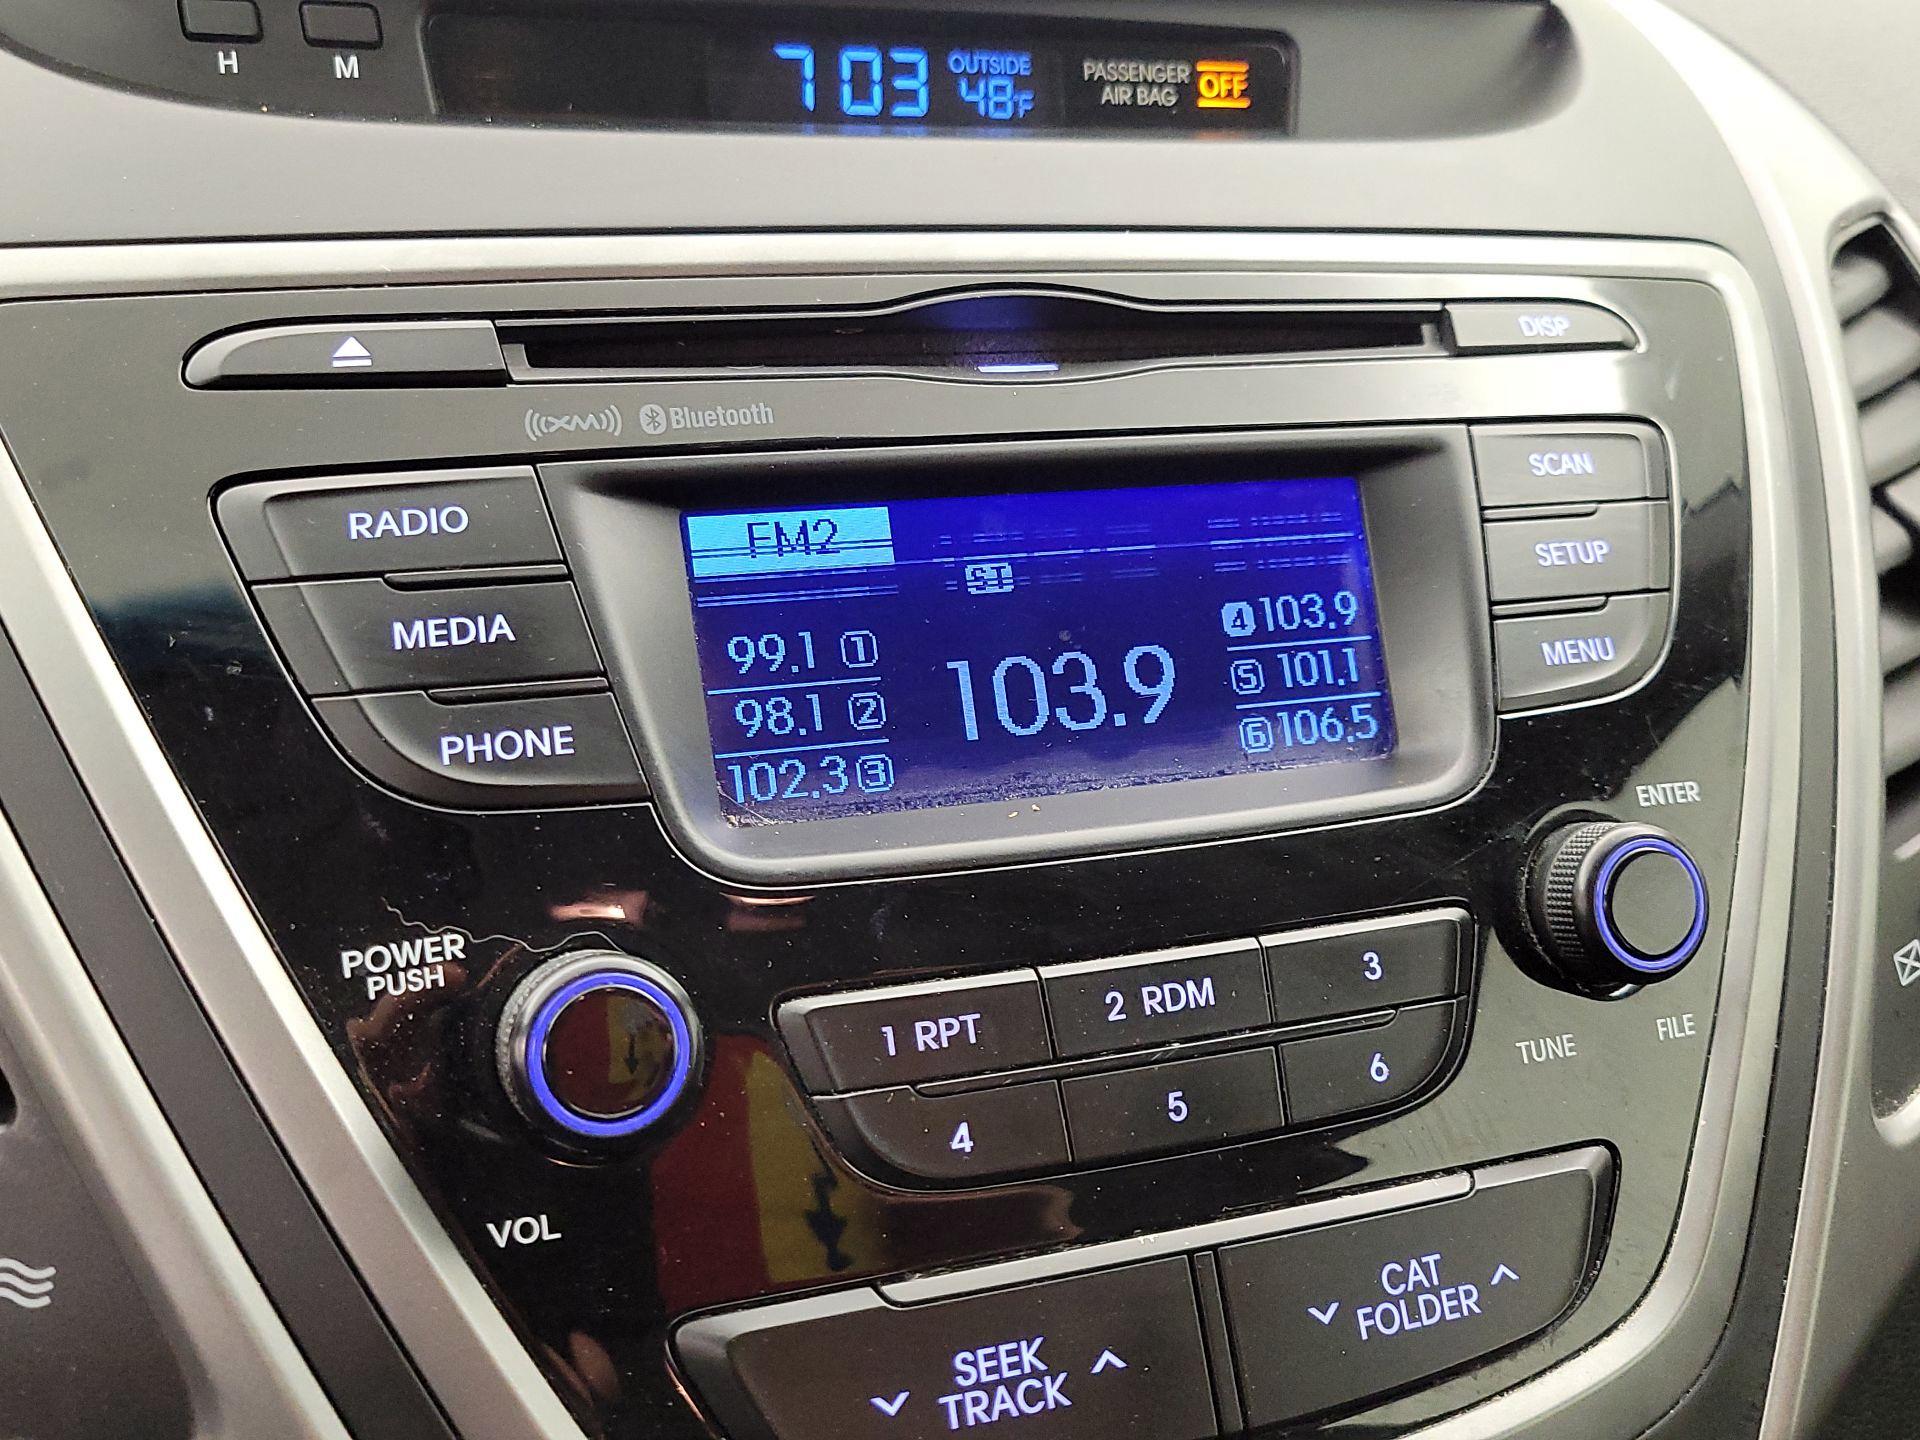 H
M
703
OUTSIDE
48°F
PASSENGER
AIR BAG
OFF
DISP
((XM))
Bluetooth
RADIO
MEDIA
PHONE
FM2
ST
99.1 1
98.1 2
102.3 3
103.9
4 103.9
5 101.1
6 106.5
SCAN
SETUP
MENU
ENTER
TUNE
FILE
POWER
PUSH
VOL
1 RPT
2 RDM
3
4
5
6
SEEK
TRACK
CAT
FOLDER